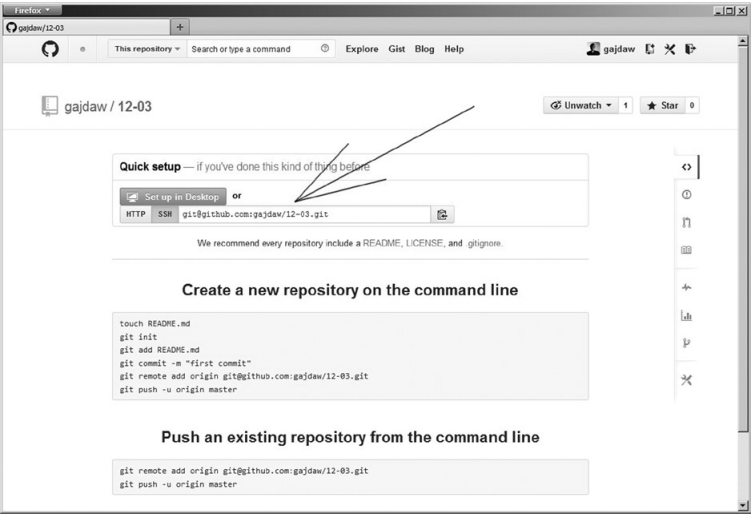 Firefox
gajdaw/12-03
This repository Search or type a command Explore Gist Blog Help gajdaw
gajdaw / 12-03
Unwatch 1 Star 0
Quick setup — if you've done this kind of thing before
Set up in Desktop or
HTTP SSH git@github.com:gajdaw/12-03.git
We recommend every repository include a README, LICENSE, and .gitignore.
Create a new repository on the command line
touch README.md
git init
git add README.md
git commit -m "first commit"
git remote add origin git@github.com:gajdaw/12-03.git
git push -u origin master
Push an existing repository from the command line
git remote add origin git@github.com:gajdaw/12-03.git
git push -u origin master